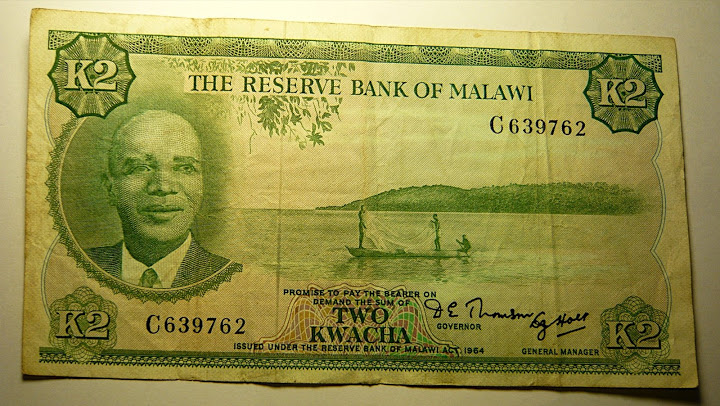 K2
THE RESERVE BANK OF MALAWI
K2
C639762
PROMISE TO PAY THE BEARER ON
DEMAND THE SUM OF
TWO
KWACHA
ISSUED UNDER THE RESERVE BANK OF MALAWI ACT, 1964
K2
C639762
D E Thomson
GOVERNOR
GENERAL MANAGER
K2